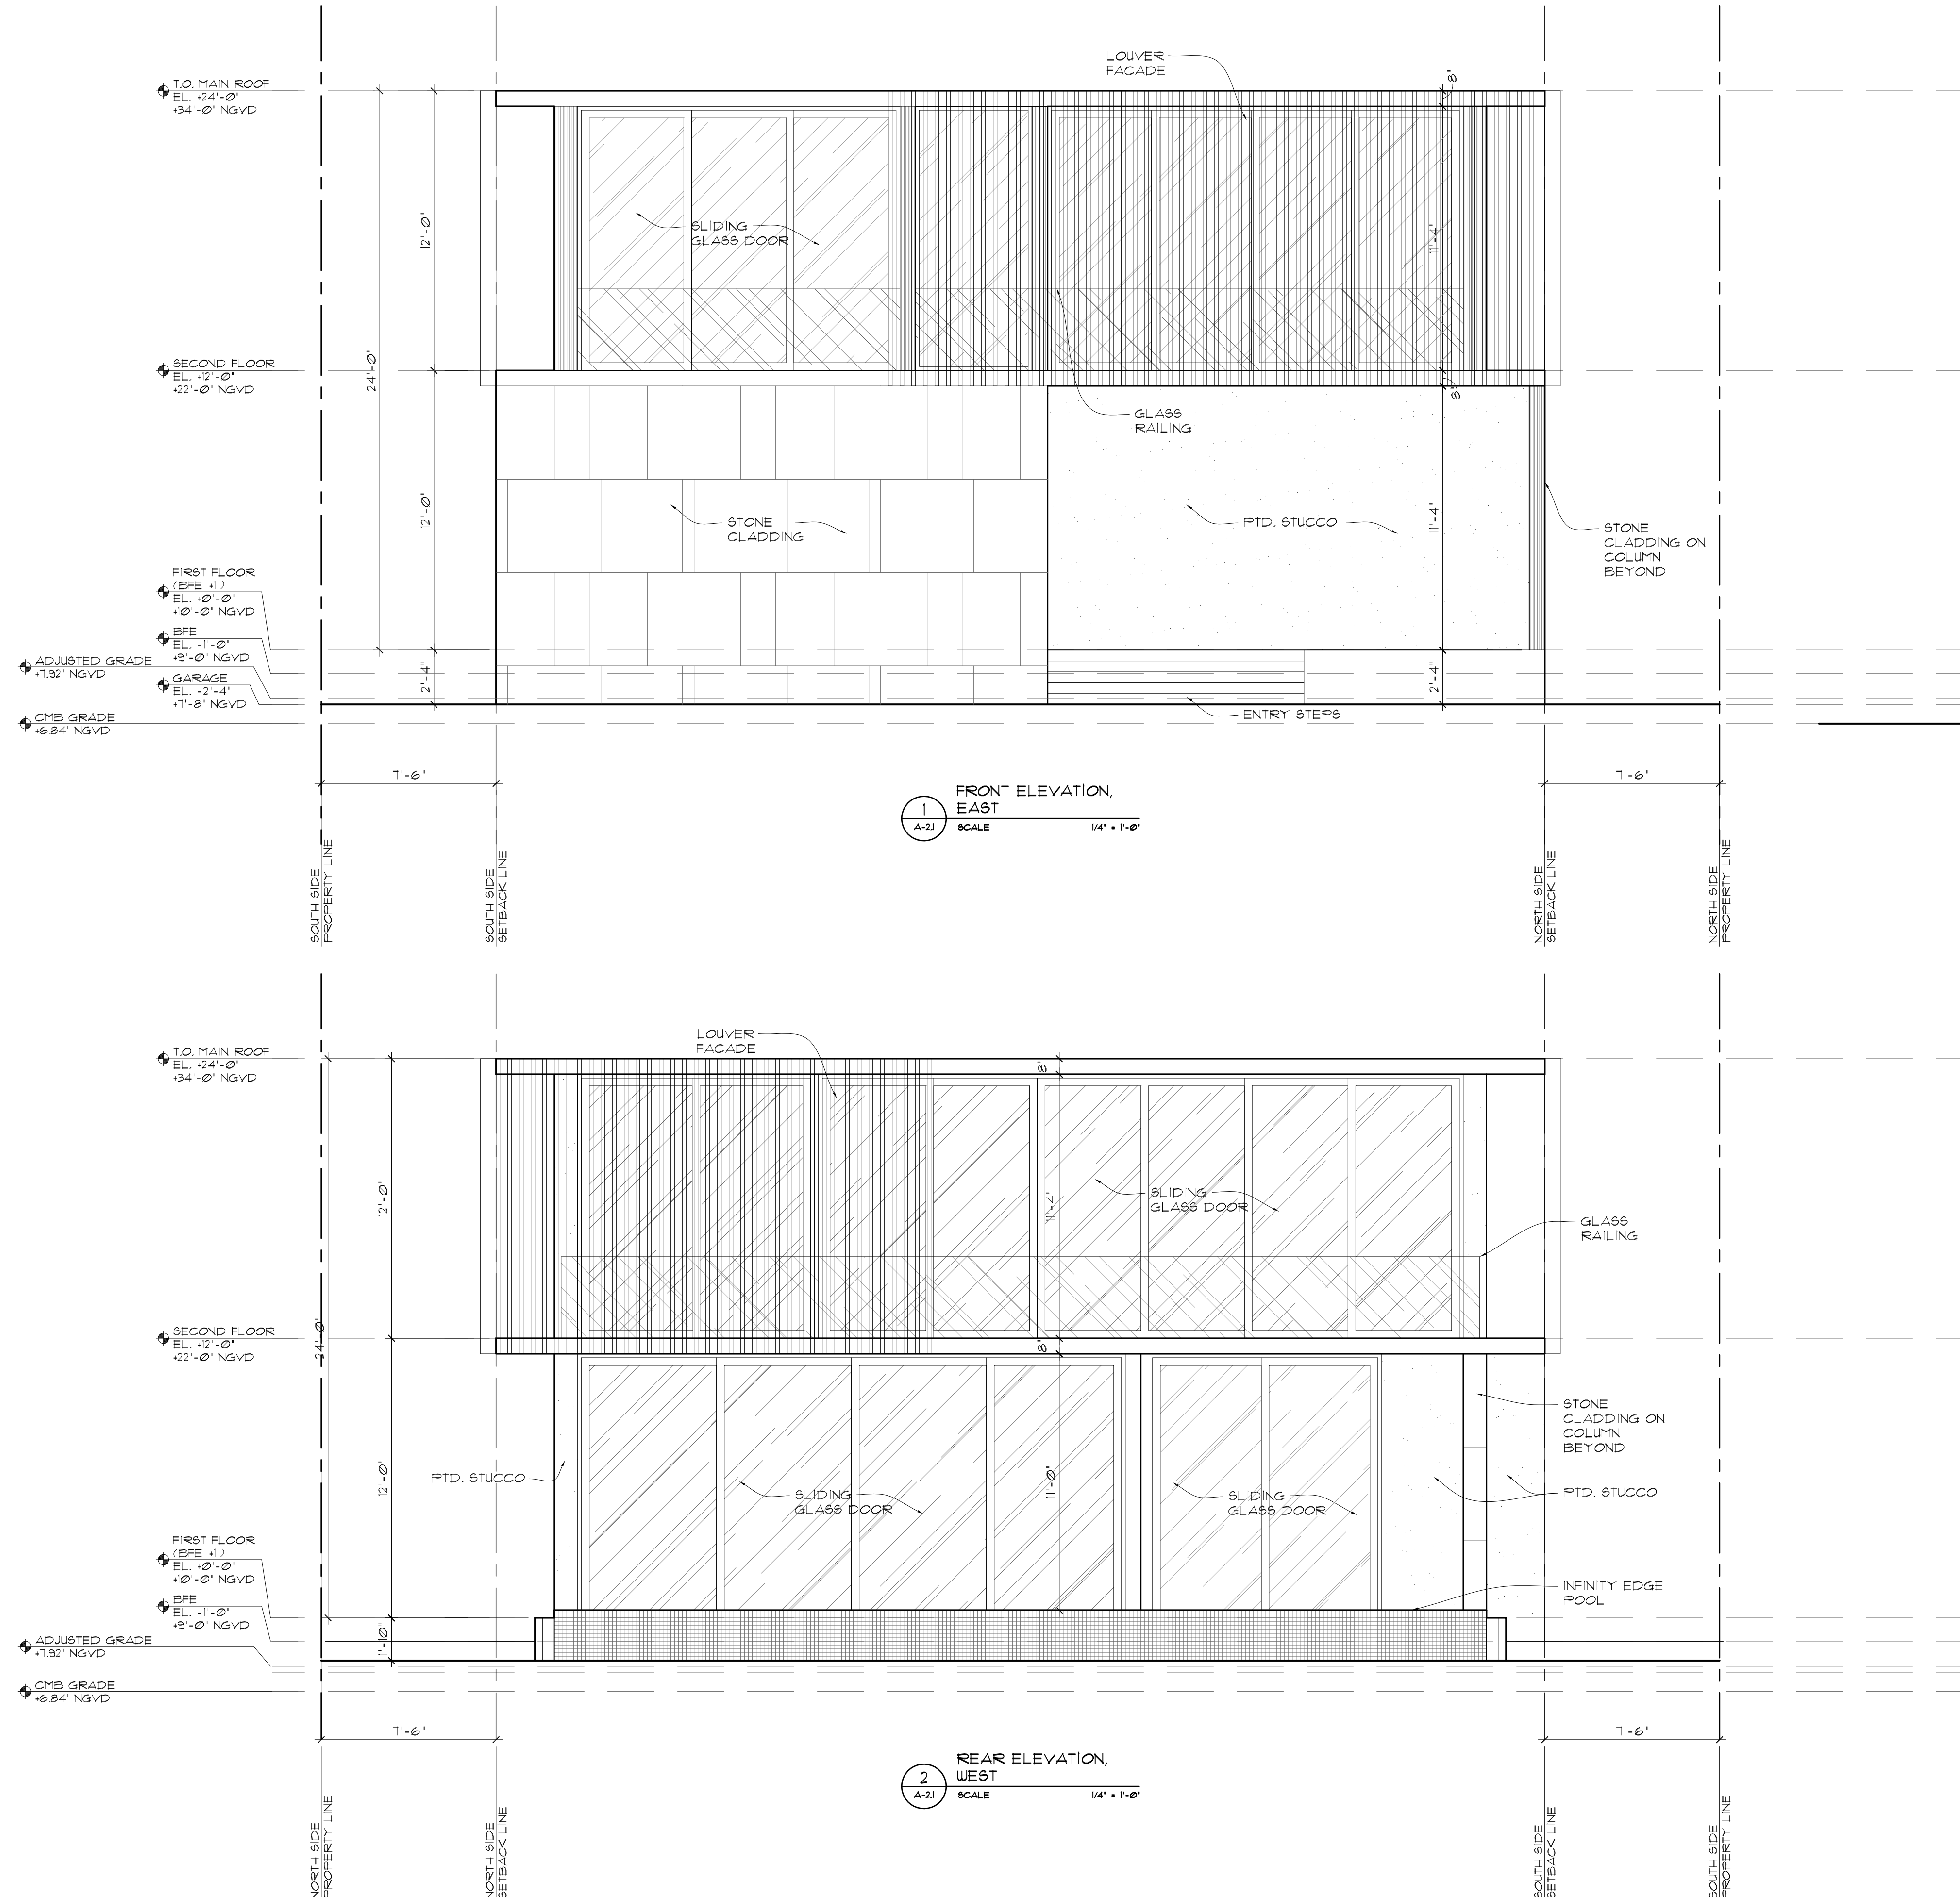 LOUVER
FACADE
8"
T.O. MAIN ROOF
EL. +24'-0"
+34'-0" NGVD
12'-0"
11'-4"
SLIDING
GLASS DOOR
24'-0"
SECOND FLOOR
EL. +12'-0"
+22'-0" NGVD
8"
GLASS
RAILING
12'-0"
11'-4"
STONE
CLADDING
PTD. STUCCO
STONE
CLADDING ON
COLUMN
BEYOND
FIRST FLOOR
(BFE +1')
EL. +0'-0"
+10'-0" NGVD
BFE
EL. -1'-0"
+9'-0" NGVD
ADJUSTED GRADE
+7.92' NGVD
GARAGE
EL. -2'-4"
+7'-8" NGVD
2'-4"
2'-4"
CMB GRADE
+6.84' NGVD
ENTRY STEPS
7'-6"
7'-6"
1
A-2.1
FRONT ELEVATION,
EAST
SCALE 1/4" = 1'-0"
SOUTH SIDE
PROPERTY LINE
SOUTH SIDE
SETBACK LINE
NORTH SIDE
SETBACK LINE
NORTH SIDE
PROPERTY LINE
LOUVER
FACADE
T.O. MAIN ROOF
EL. +24'-0"
+34'-0" NGVD
8"
12'-0"
11'-4"
SLIDING
GLASS DOOR
GLASS
RAILING
SECOND FLOOR
EL. +12'-0"
+22'-0" NGVD
24'-0"
8"
STONE
CLADDING ON
COLUMN
BEYOND
PTD. STUCCO
12'-0"
SLIDING
GLASS DOOR
11'-0"
SLIDING
GLASS DOOR
PTD. STUCCO
FIRST FLOOR
(BFE +1')
EL. +0'-0"
+10'-0" NGVD
INFINITY EDGE
POOL
BFE
EL. -1'-0"
+9'-0" NGVD
1'-10"
ADJUSTED GRADE
+7.92' NGVD
CMB GRADE
+6.84' NGVD
7'-6"
7'-6"
2
A-2.1
REAR ELEVATION,
WEST
SCALE 1/4" = 1'-0"
NORTH SIDE
PROPERTY LINE
NORTH SIDE
SETBACK LINE
SOUTH SIDE
SETBACK LINE
SOUTH SIDE
PROPERTY LINE